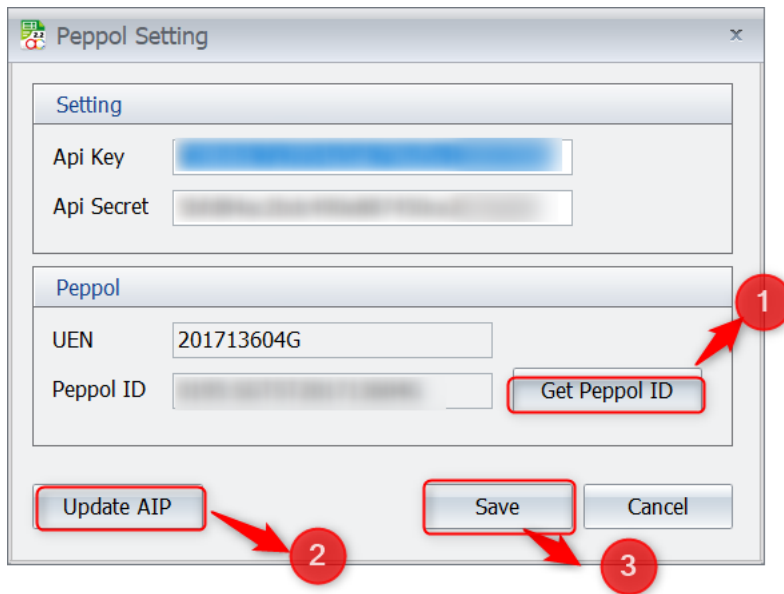 Peppol Setting
Setting
Api Key
Api Secret
Peppol
1
UEN 201713604G
Peppol ID Get Peppol ID
Update AIP Save Cancel
2 3